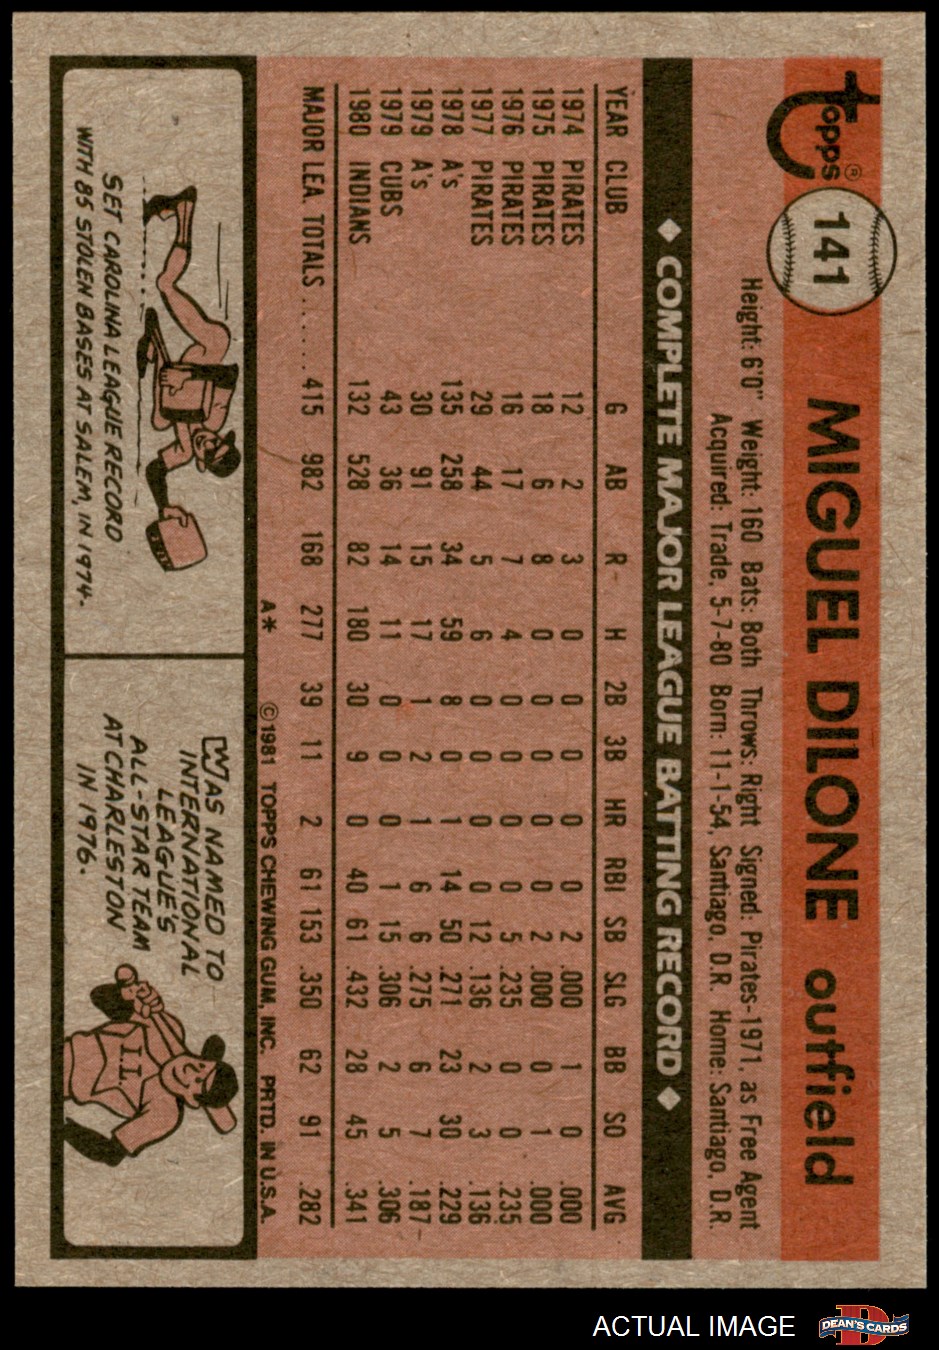 topps®
141
MIGUEL DILONE outfield
Height: 6'0" Weight: 160 Bats: Both Throws: Right Signed: Pirates-1971, as Free Agent
Acquired: Trade, 5-7-80 Born: 11-1-54, Santiago, D.R. Home: Santiago, D.R.
◆ COMPLETE MAJOR LEAGUE BATTING RECORD ◆
YEAR CLUB G AB R H 2B 3B HR RBI SB SLG BB SO AVG
1974 PIRATES 12 2 3 0 0 0 0 0 2 .000 1 0 .000
1975 PIRATES 18 6 8 0 0 0 0 0 2 .000 0 1 .000
1976 PIRATES 16 17 7 4 0 0 0 0 5 .235 0 0 .235
1977 PIRATES 29 44 5 6 0 0 0 0 12 .136 2 3 .136
1978 A's 135 258 34 59 8 0 1 14 50 .271 23 30 .229
1979 A's 30 91 15 17 1 2 1 6 6 .275 6 7 .187
1979 CUBS 43 36 14 11 0 0 0 1 15 .306 2 5 .306
1980 INDIANS 132 528 82 180 30 9 0 40 61 .432 28 45 .341
MAJOR LEA. TOTALS..... 415 982 168 277 39 11 2 61 153 .350 62 91 .282
A* ©1981 TOPPS CHEWING GUM, INC. PRTD. IN U.S.A.
SET CAROLINA LEAGUE RECORD
WITH 85 STOLEN BASES AT SALEM, IN 1974.
WAS NAMED TO
INTERNATIONAL
LEAGUE'S
ALL-STAR TEAM
AT CHARLESTON
IN 1976.
I.L.
ACTUAL IMAGE
DEAN'S CARDS